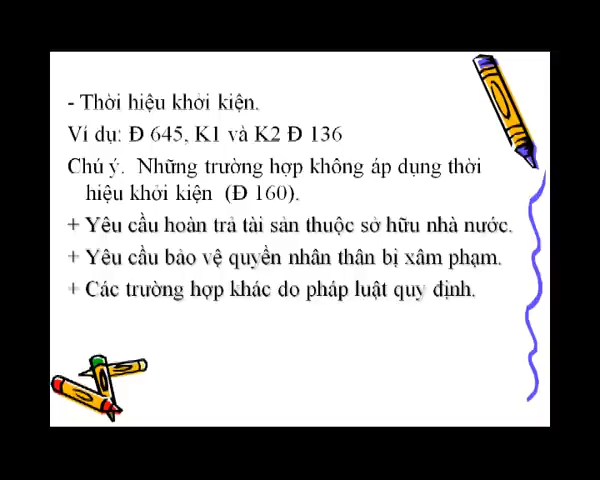 - Thời hiệu khởi kiện.
Ví dụ: Đ 645, K1 và K2 Đ 136
Chú ý. Những trường hợp không áp dụng thời
hiệu khởi kiện (Đ 160).
+ Yêu cầu hoàn trả tài sản thuộc sở hữu nhà nước.
+ Yêu cầu bảo vệ quyền nhân thân bị xâm phạm.
+ Các trường hợp khác do pháp luật quy định.